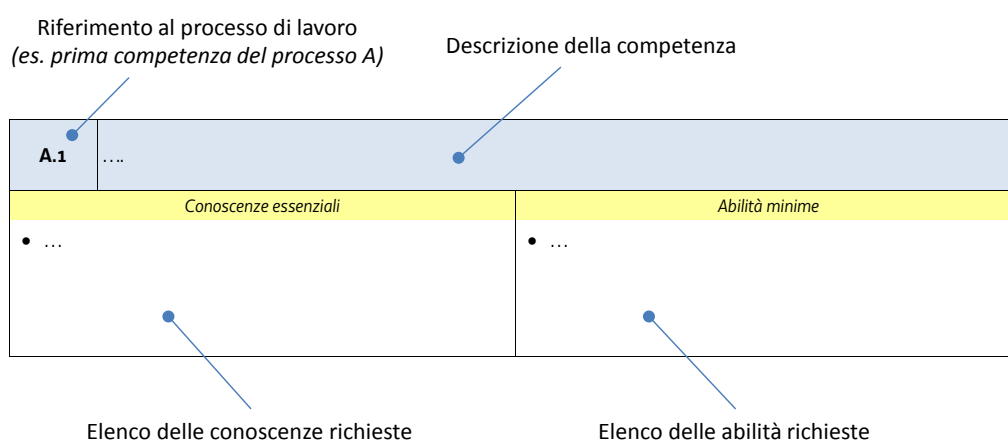 Riferimento al processo di lavoro
(es. prima competenza del processo A)
Descrizione della competenza
A.1
….
Conoscenze essenziali
Abilità minime
• …
• …
Elenco delle conoscenze richieste
Elenco delle abilità richieste